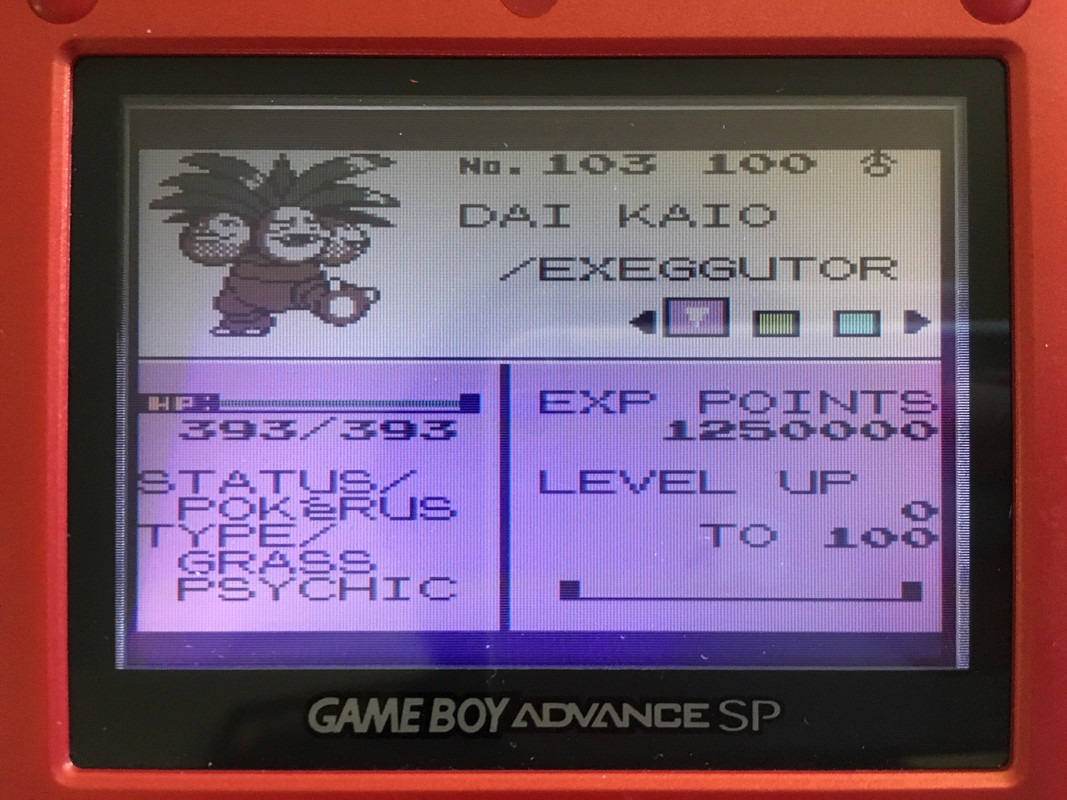 No. 103 100 ♂
DAI KAIO
/EXEGGUTOR
HP:
393/393
STATUS/
POKéRUS
TYPE/
GRASS
PSYCHIC
EXP POINTS
1250000
LEVEL UP
0
TO 100
GAME BOY ADVANCE SP